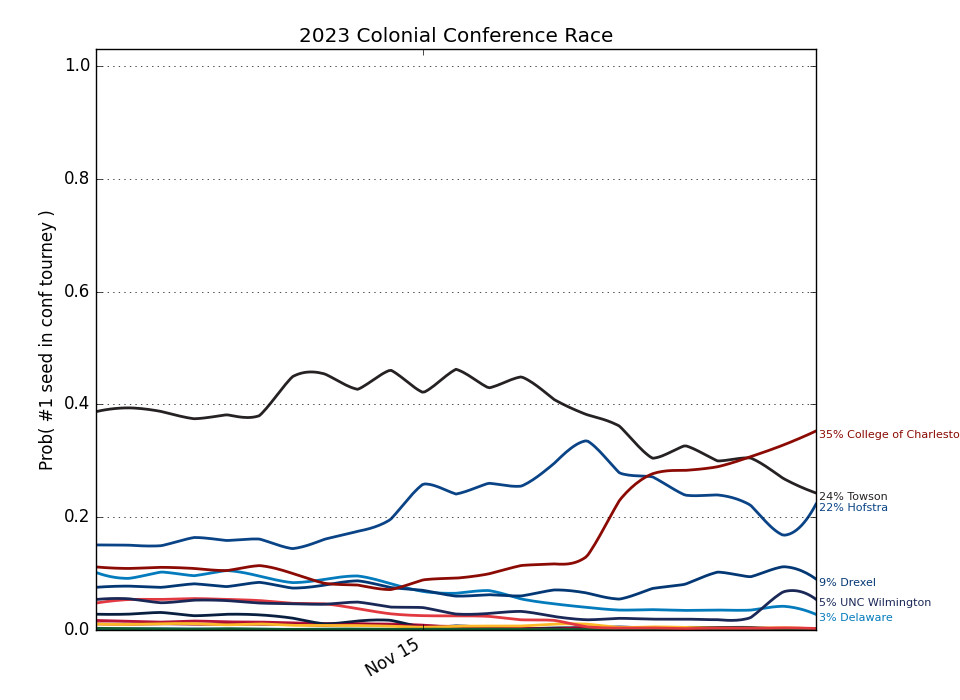 2023 Colonial Conference Race
Prob( #1 seed in conf tourney )
1.0
0.8
0.6
0.4
0.2
0.0
35% College of Charlesto
24% Towson
22% Hofstra
9% Drexel
5% UNC Wilmington
3% Delaware
Nov 15